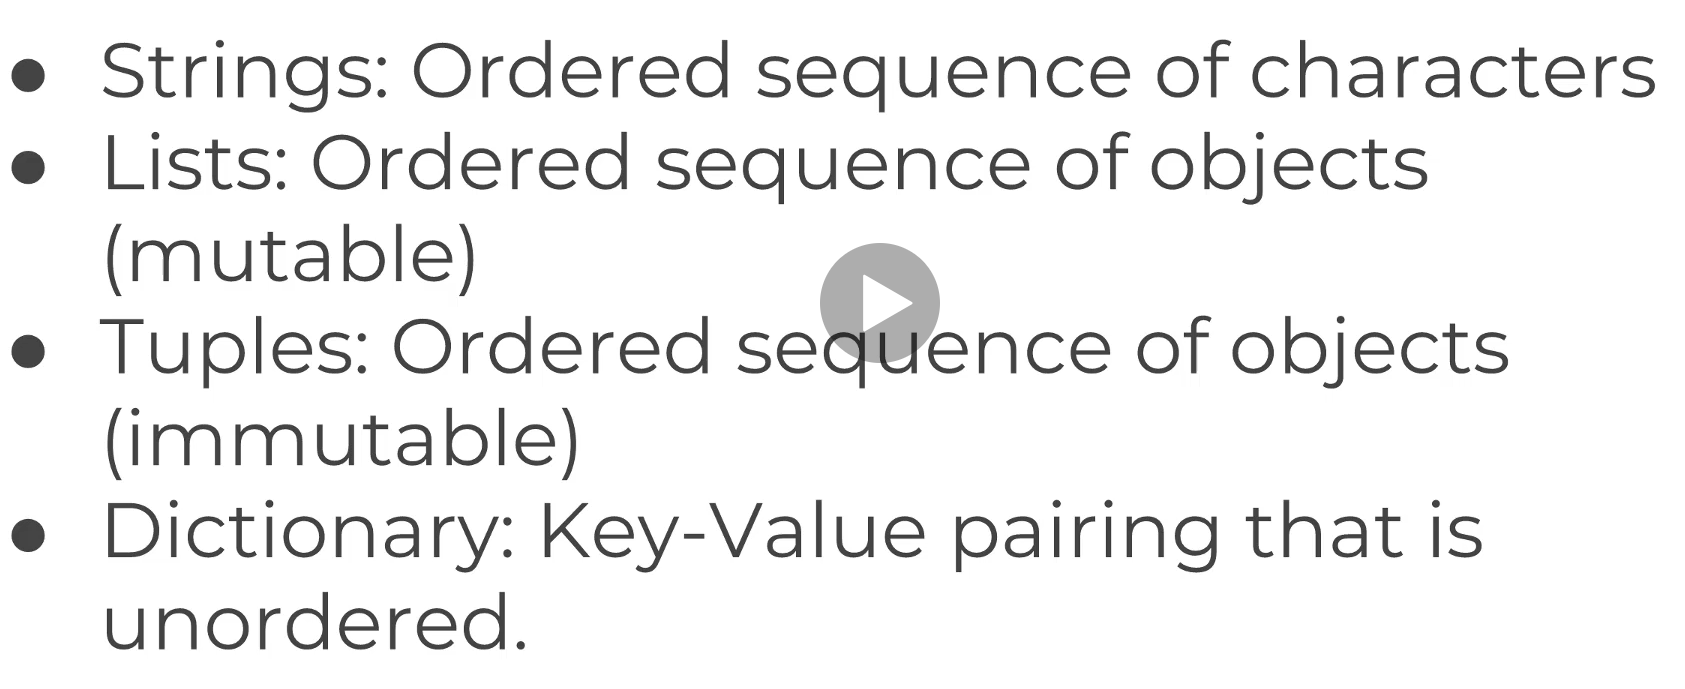 ● Strings: Ordered sequence of characters
● Lists: Ordered sequence of objects
(mutable)
● Tuples: Ordered sequence of objects
(immutable)
● Dictionary: Key-Value pairing that is
unordered.